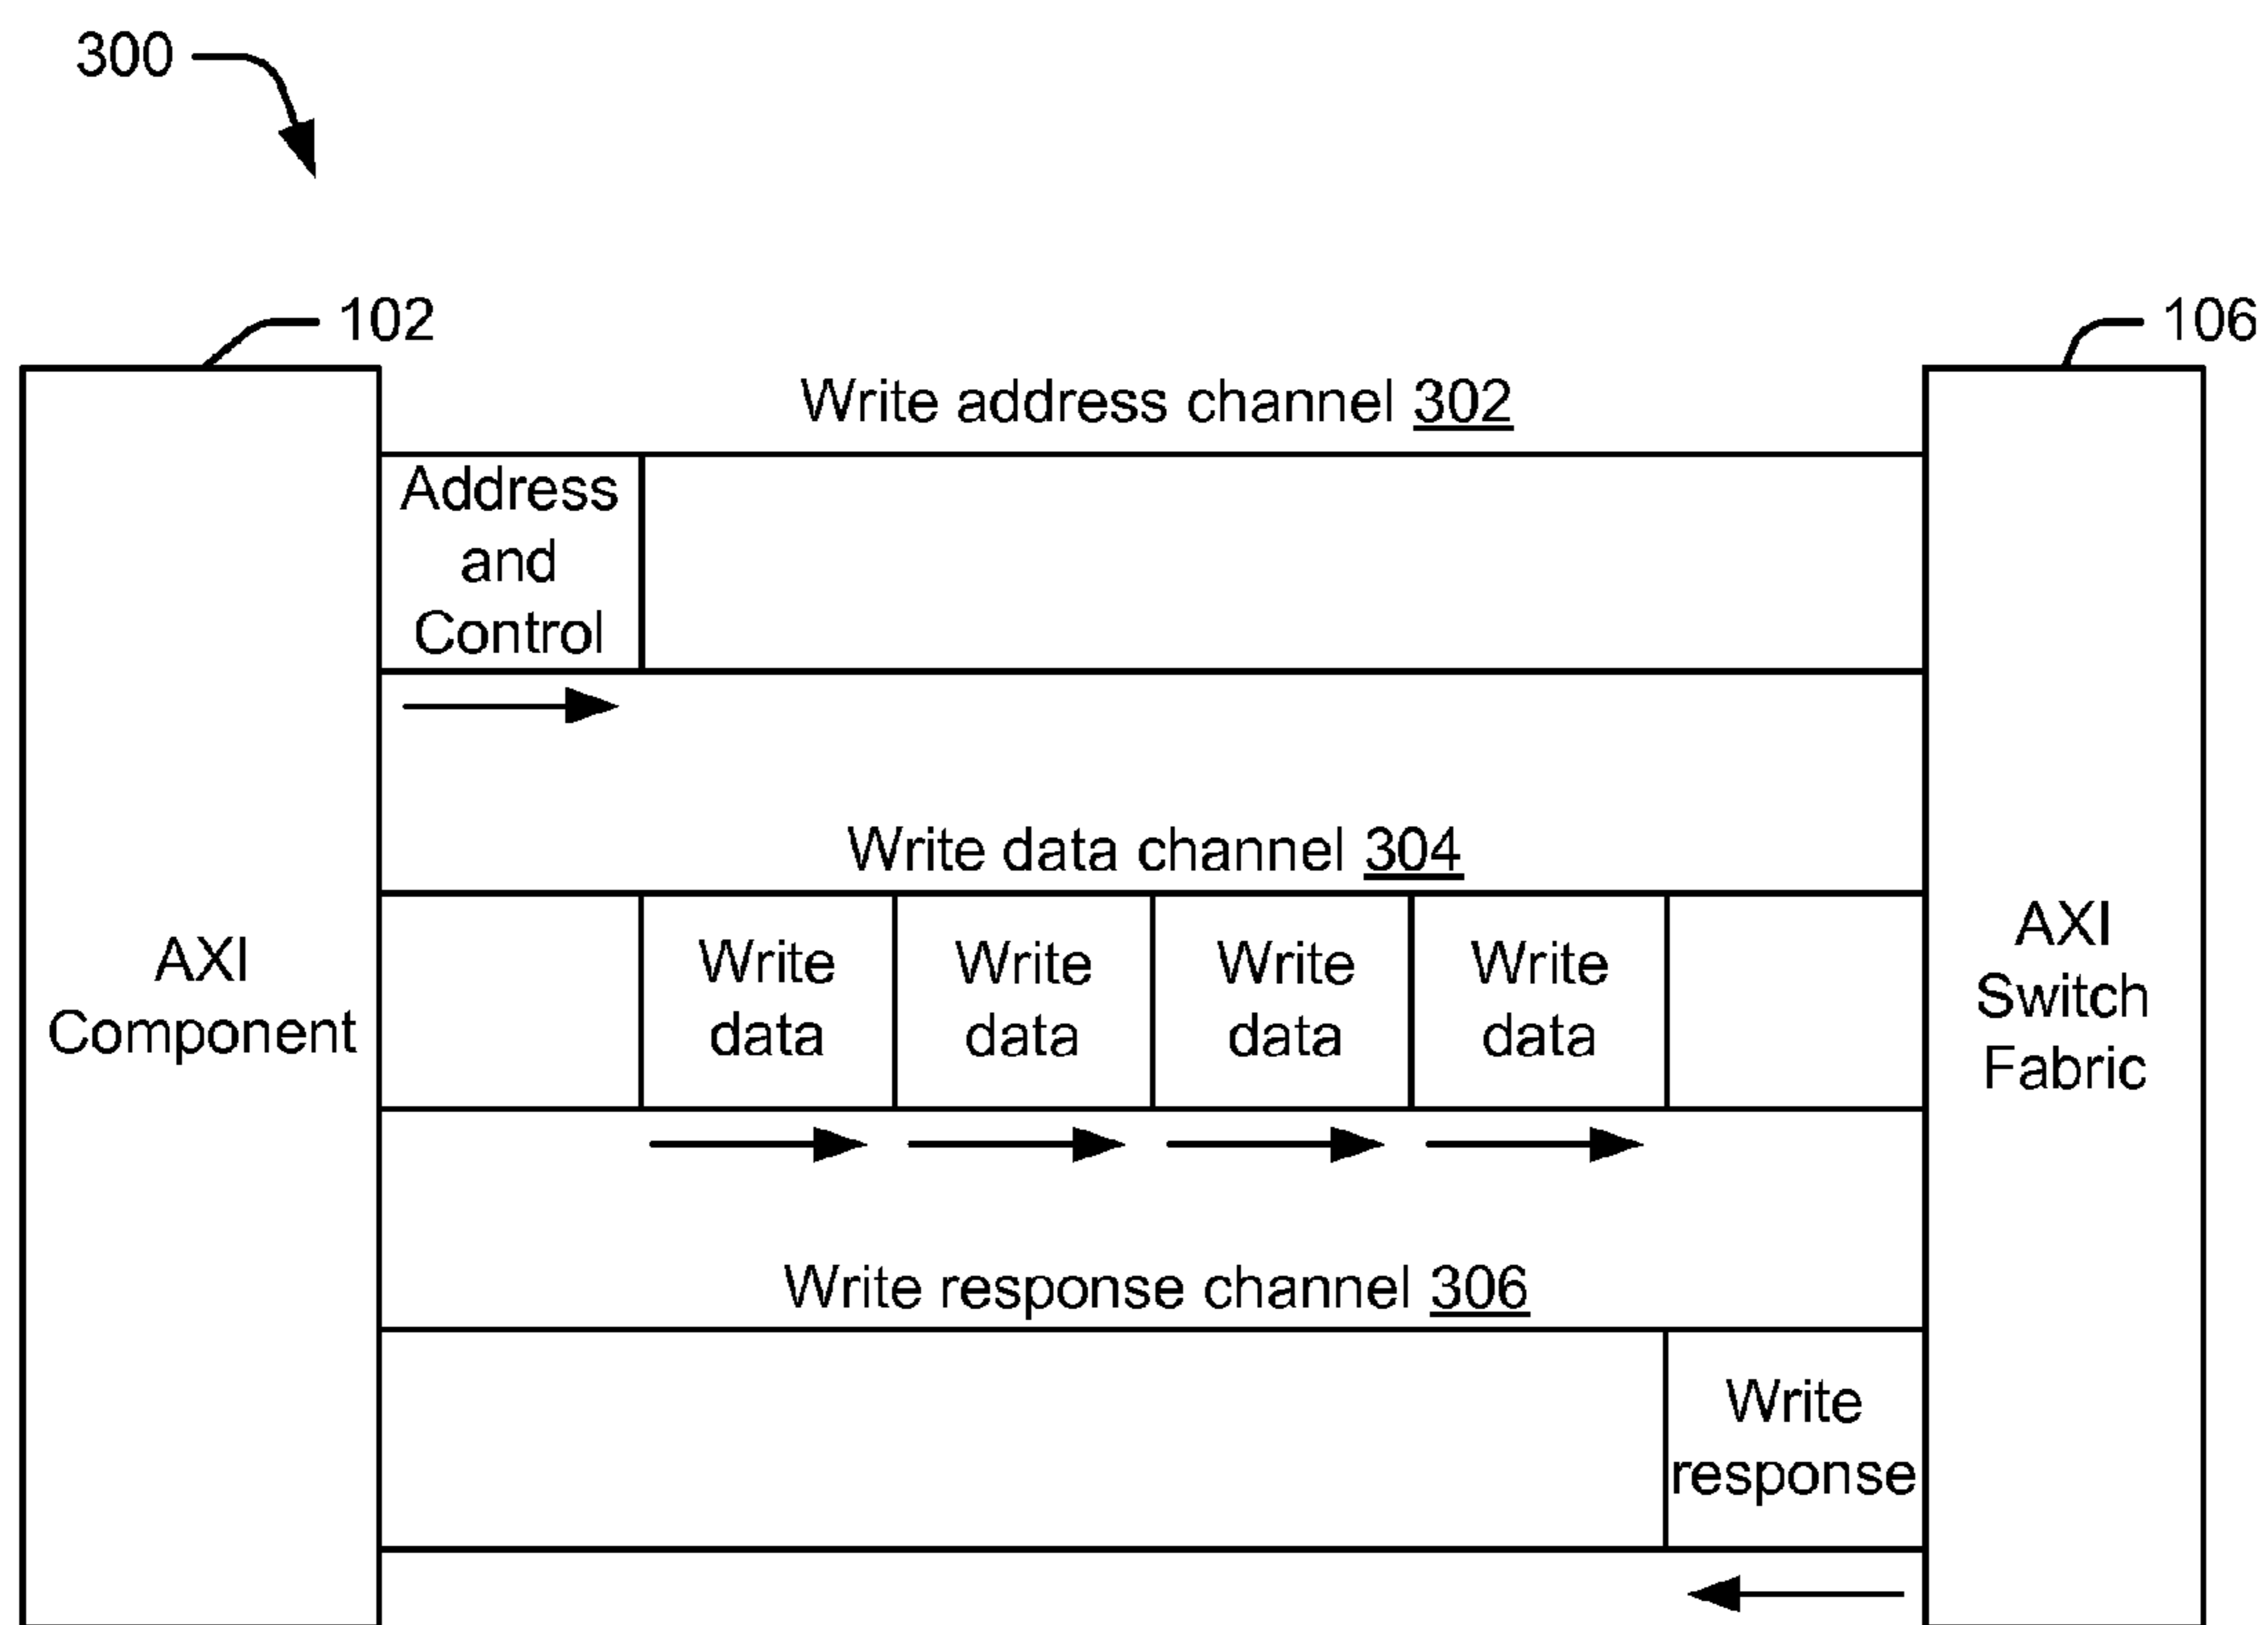 300
102
106
Write address channel 302
Address
and
Control
Write data channel 304
AXI
Component
Write
data
Write
data
Write
data
Write
data
AXI
Switch
Fabric
Write response channel 306
Write
response